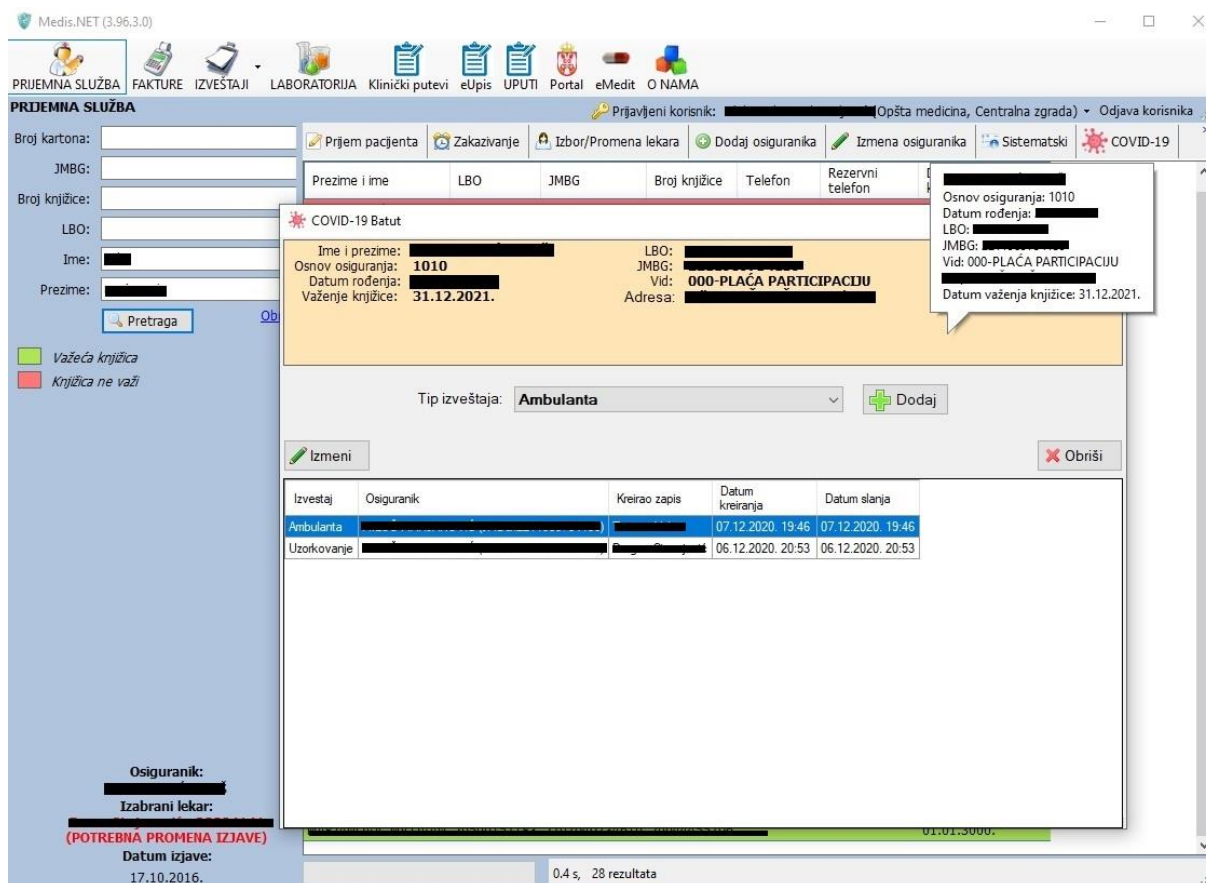 Medis.NET (3.96.3.0)
PRIJEMNA SLUŽBA FAKTURE IZVEŠTAJI LABORATORIJA Klinički putevi eUpis UPUTI Portal eMedit O NAMA
PRIJEMNA SLUŽBA
Prijavljeni korisnik: (Opšta medicina, Centralna zgrada) Odjava korisnika
Broj kartona:
JMBG:
Broj knjižice:
LBO:
Ime:
Prezime:
Pretraga
Važeća knjižica
Knjižica ne važi
Prijem pacijenta Zakazivanje Izbor/Promena lekara Dodaj osiguranika Izmena osiguranika Sistematski COVID-19
Prezime i ime LBO JMBG Broj knjižice Telefon Rezervni telefon
Osnov osiguranja: 1010
Datum rođenja:
LBO:
JMBG:
Vid: 000-PLAĆA PARTICIPACIJU
Datum važenja knjižice: 31.12.2021.
COVID-19 Batut
Ime i prezime:
Osnov osiguranja: 1010
Datum rođenja:
Važenje knjižice: 31.12.2021.
LBO:
JMBG:
Vid: 000-PLAĆA PARTICIPACIJU
Adresa:
Tip izveštaja: Ambulanta Dodaj
Izmeni Obriši
Izvestaj Osiguranik Kreirao zapis Datum kreiranja Datum slanja
Ambulanta 07.12.2020. 19:46 07.12.2020. 19:46
Uzorkovanje 06.12.2020. 20:53 06.12.2020. 20:53
01.01.3000.
Osiguranik:
Izabrani lekar:
(POTREBNA PROMENA IZJAVE)
Datum izjave:
17.10.2016.
0.4 s, 28 rezultata